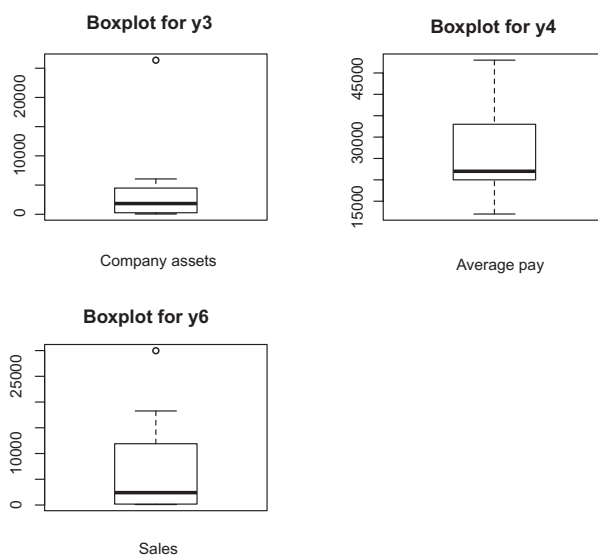 Boxplot for y3
20000
10000
0
Company assets
Boxplot for y4
45000
30000
15000
Average pay
Boxplot for y6
25000
10000
0
Sales